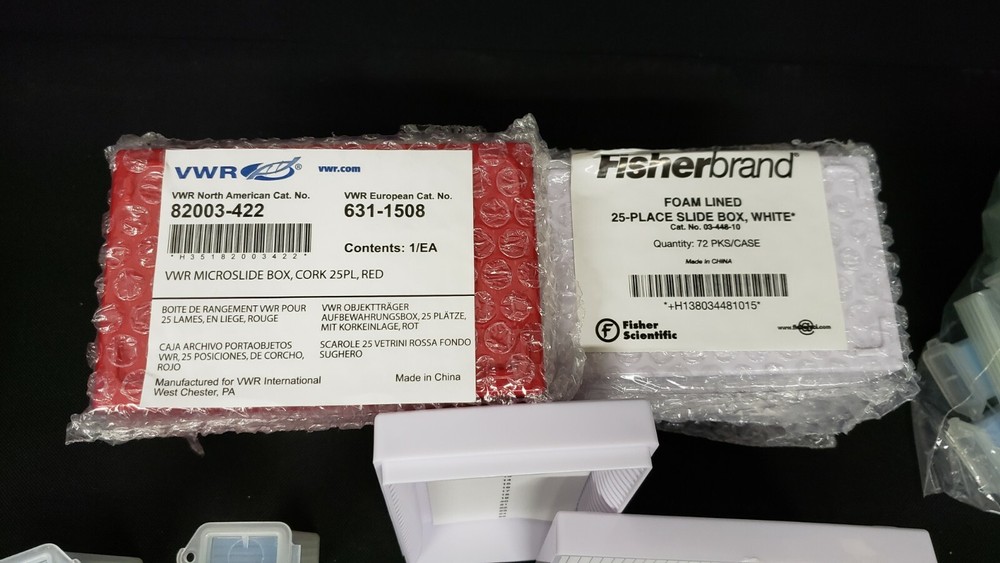 VWR® vwr.com
VWR North American Cat. No.
82003-422
VWR European Cat. No.
631-1508
*H35182003422*
Contents: 1/EA
VWR MICROSLIDE BOX, CORK 25PL, RED
BOITE DE RANGEMENT VWR POUR
25 LAMES, EN LIEGE, ROUGE
VWR OBJEKTTRÄGER
AUFBEWAHRUNGSBOX, 25 PLÄTZE,
MIT KORKEINLAGE, ROT
CAJA ARCHIVO PORTAOBJETOS
VWR, 25 POSICIONES, DE CORCHO,
ROJO
SCAROLE 25 VETRINI ROSSA FONDO
SUGHERO
Manufactured for VWR International
West Chester, PA
Made in China
Fisherbrand®
FOAM LINED
25-PLACE SLIDE BOX, WHITE*
Cat. No. 03-448-10
Quantity: 72 PKS/CASE
Made in CHINA
*+H138034481015*
Fisher
Scientific